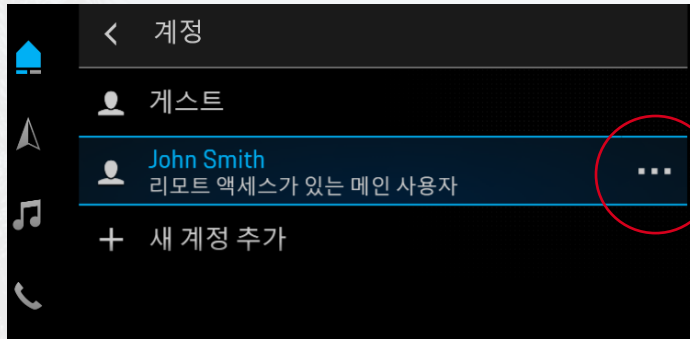 계정
게스트
John Smith
리모트 액세스가 있는 메인 사용자
새 계정 추가